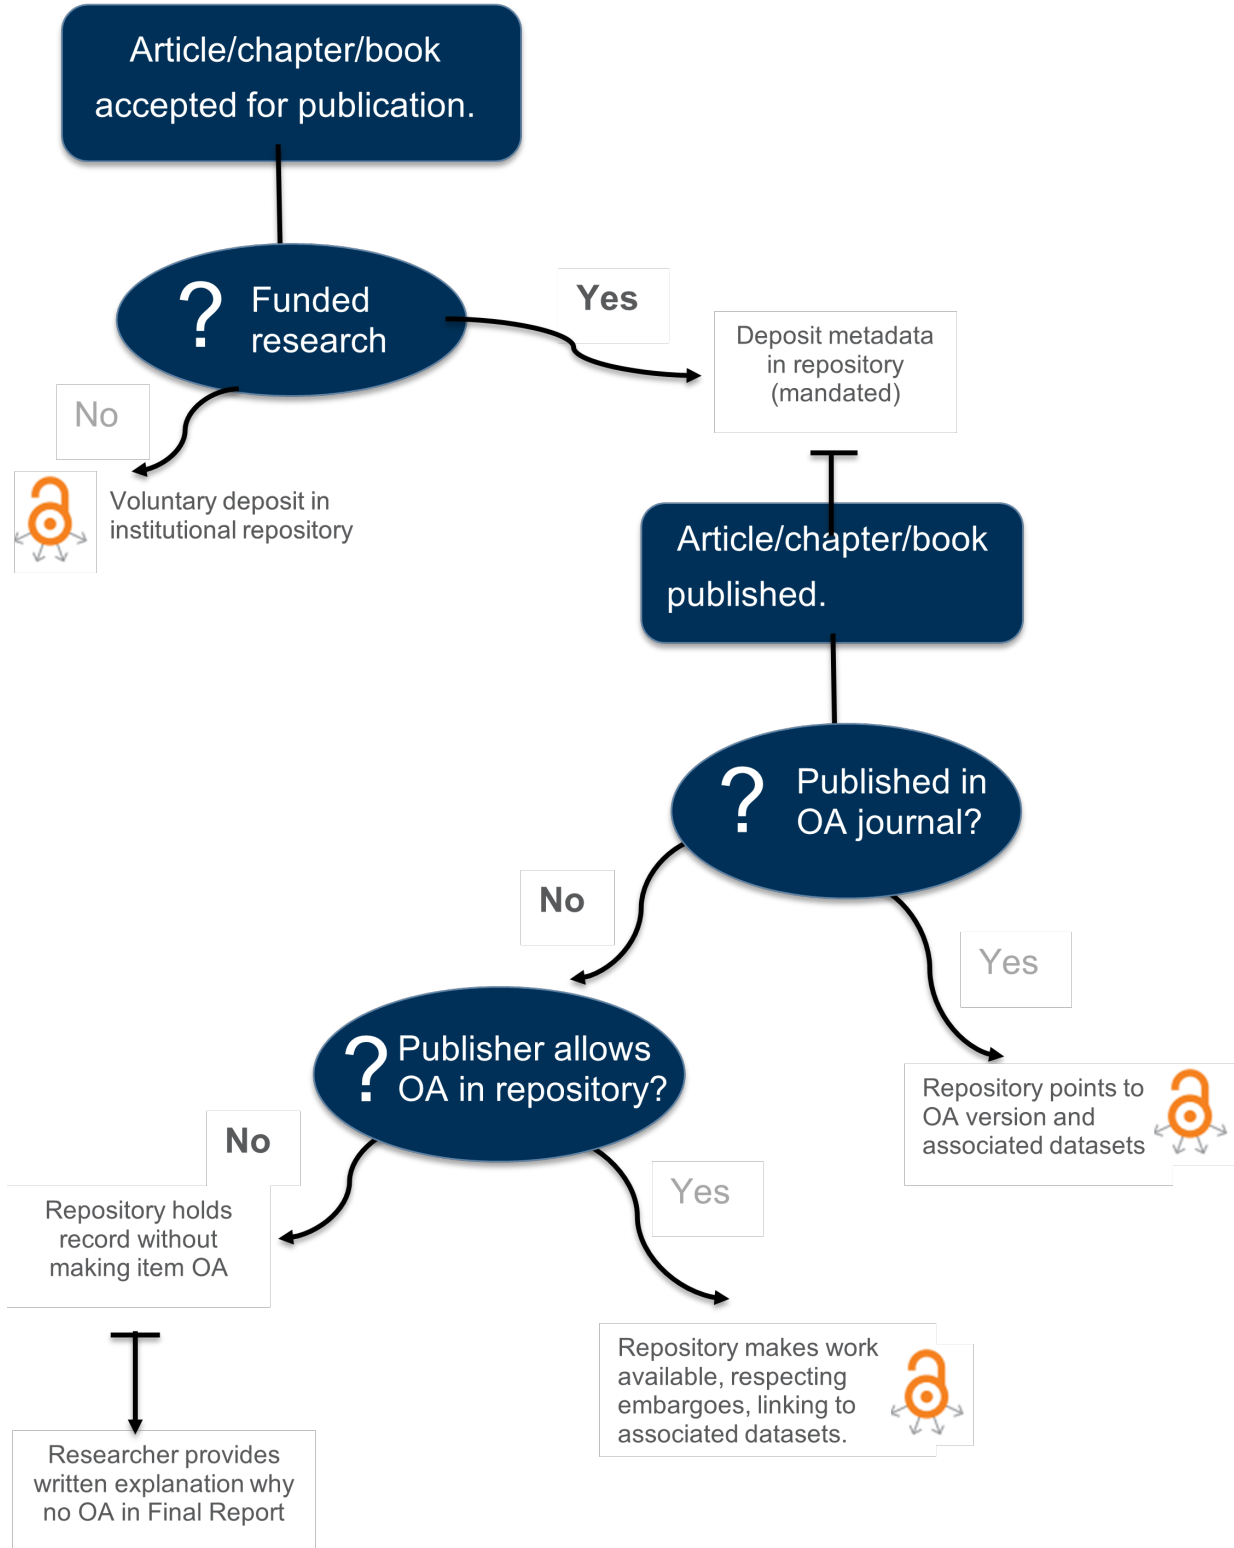 Article/chapter/book
accepted for publication.
? Funded
research
Yes
Deposit metadata
in repository
(mandated)
No
Voluntary deposit in
institutional repository
Article/chapter/book
published.
? Published in
OA journal?
No
Yes
? Publisher allows
OA in repository?
Repository points to
OA version and
associated datasets
No
Yes
Repository holds
record without
making item OA
Repository makes work
available, respecting
embargoes, linking to
associated datasets.
Researcher provides
written explanation why
no OA in Final Report